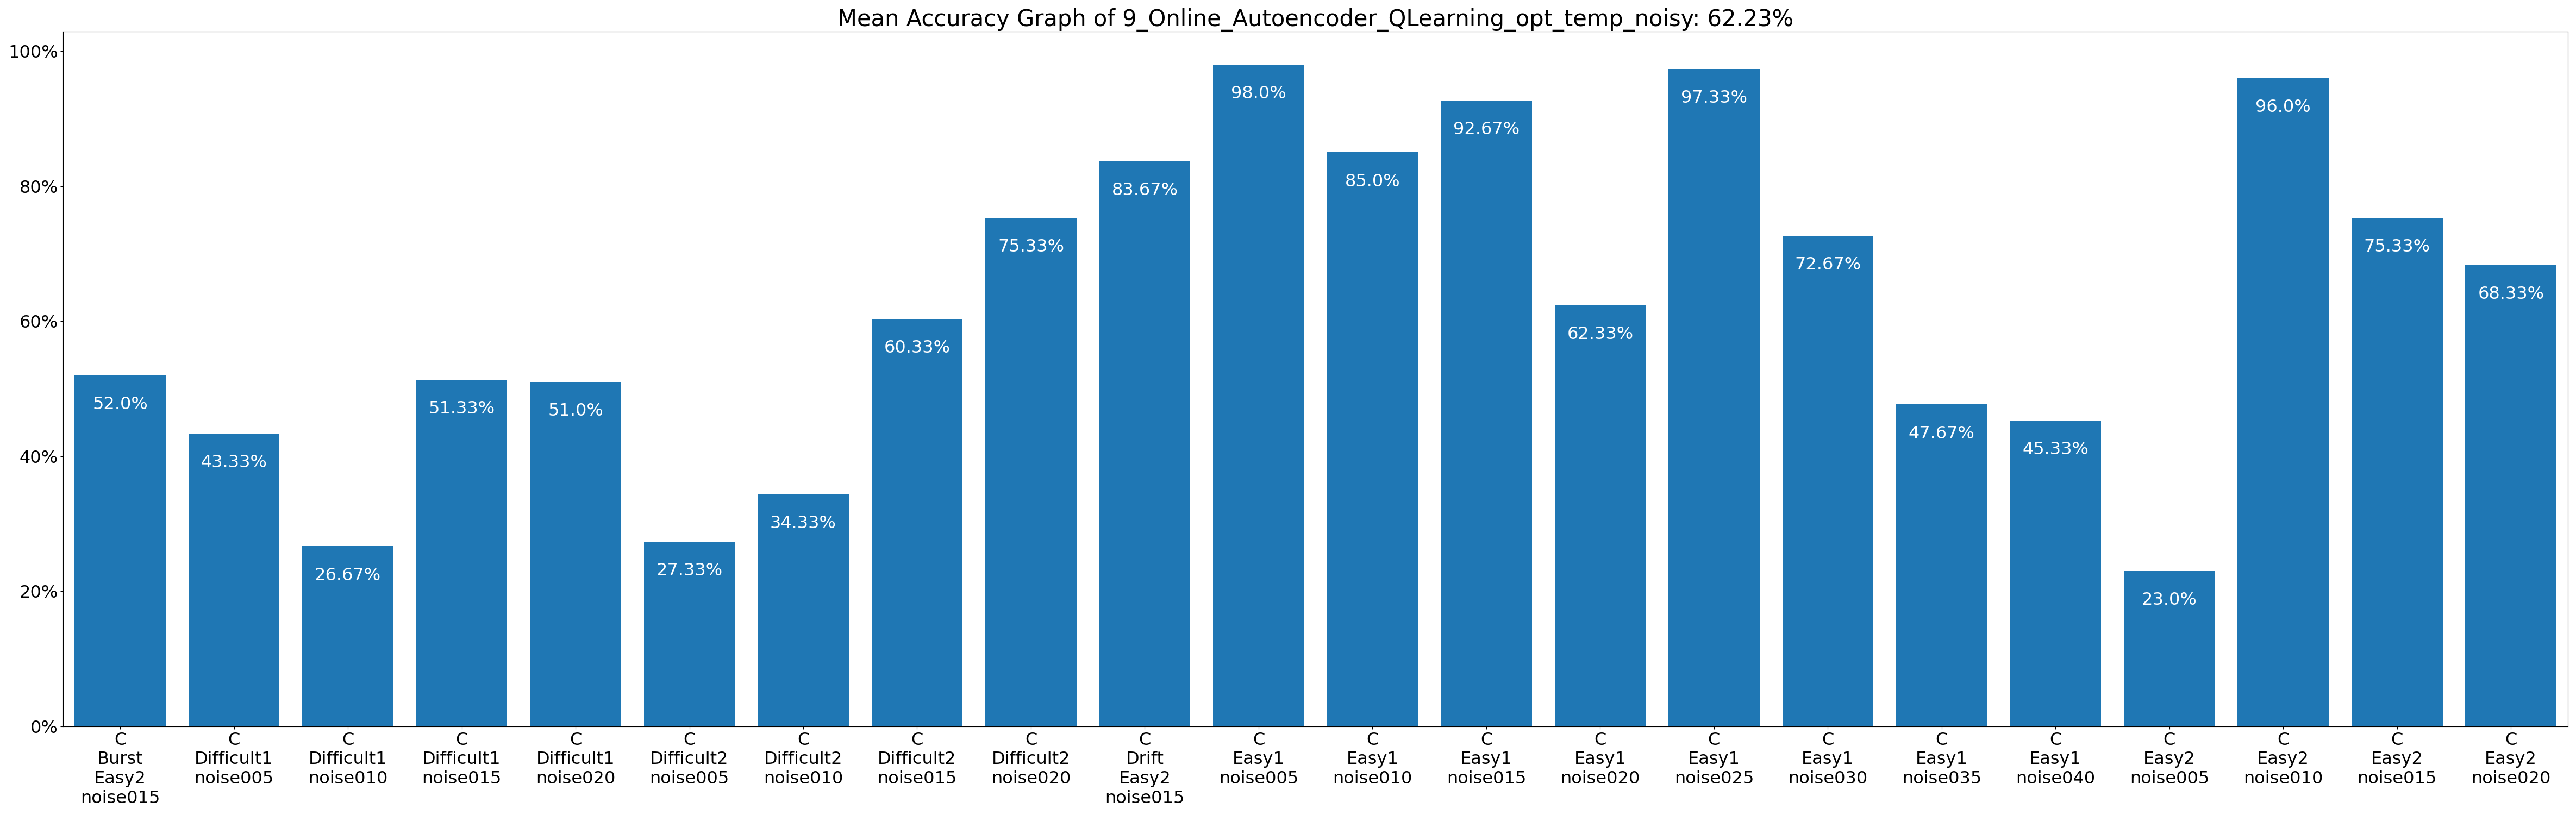 Mean Accuracy Graph of 9_Online_Autoencoder_QLearning_opt_temp_noisy: 62.23%
100%
80%
60%
40%
20%
0%
52.0%
43.33%
26.67%
51.33%
51.0%
27.33%
34.33%
60.33%
75.33%
83.67%
98.0%
85.0%
92.67%
62.33%
97.33%
72.67%
47.67%
45.33%
23.0%
96.0%
75.33%
68.33%
C
Burst
Easy2
noise015
C
Difficult1
noise005
C
Difficult1
noise010
C
Difficult1
noise015
C
Difficult1
noise020
C
Difficult2
noise005
C
Difficult2
noise010
C
Difficult2
noise015
C
Difficult2
noise020
C
Drift
Easy2
noise015
C
Easy1
noise005
C
Easy1
noise010
C
Easy1
noise015
C
Easy1
noise020
C
Easy1
noise025
C
Easy1
noise030
C
Easy1
noise035
C
Easy1
noise040
C
Easy2
noise005
C
Easy2
noise010
C
Easy2
noise015
C
Easy2
noise020